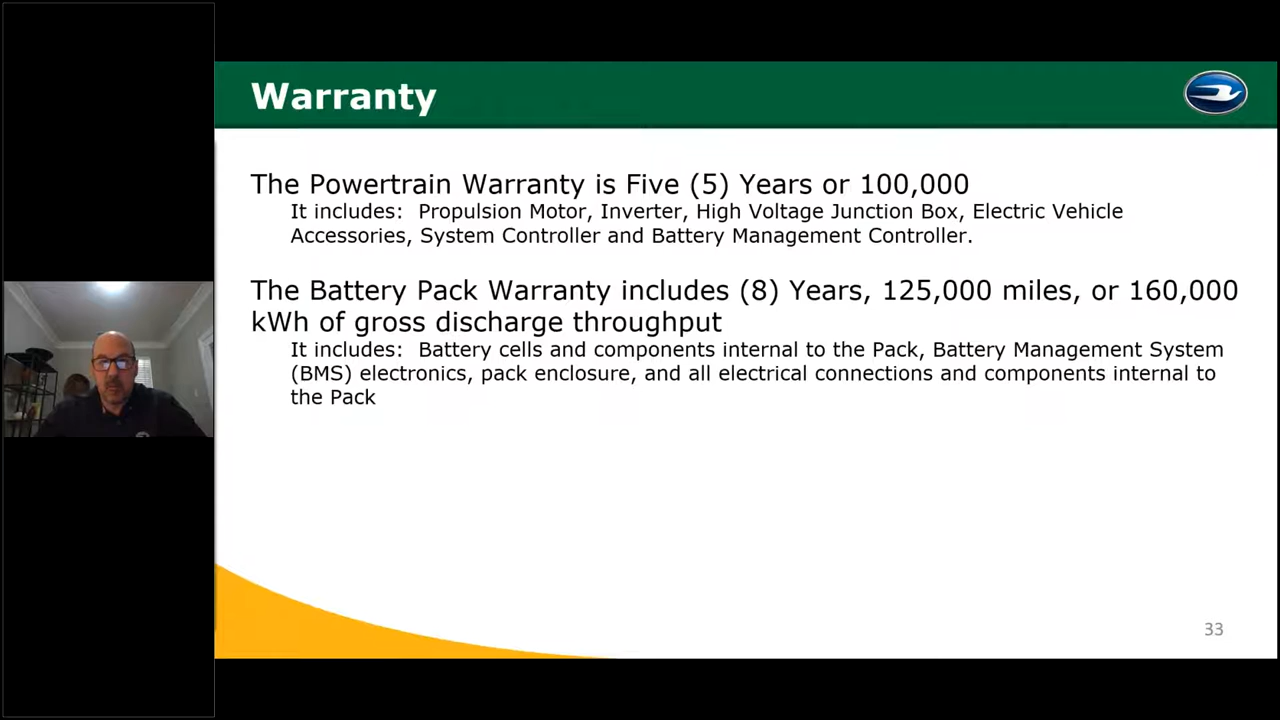 Warranty
The Powertrain Warranty is Five (5) Years or 100,000
It includes: Propulsion Motor, Inverter, High Voltage Junction Box, Electric Vehicle
Accessories, System Controller and Battery Management Controller.
The Battery Pack Warranty includes (8) Years, 125,000 miles, or 160,000
kWh of gross discharge throughput
It includes: Battery cells and components internal to the Pack, Battery Management System
(BMS) electronics, pack enclosure, and all electrical connections and components internal to
the Pack
33